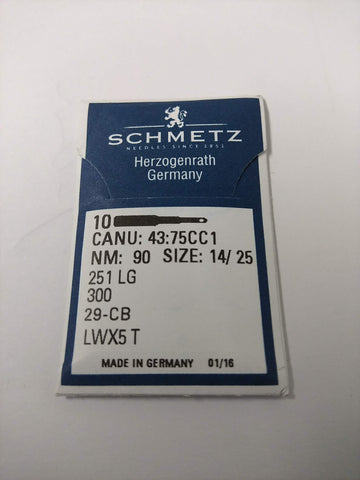 SCHMETZ
NEEDLES SINCE 1851
Herzogenrath
Germany
10
CANU: 43:75CC1
NM: 90 SIZE: 14/ 25
251 LG
300
29-CB
LWX5 T
MADE IN GERMANY 01/16